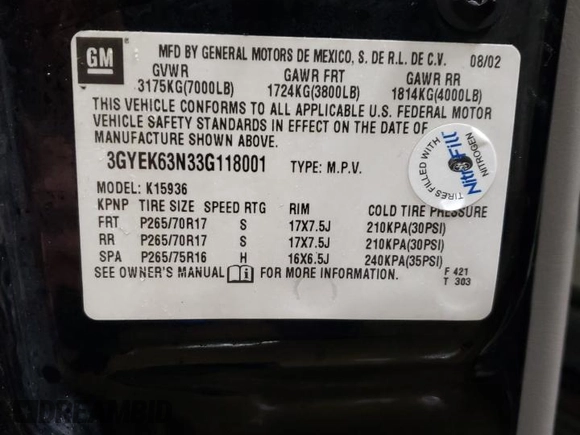 GM
MFD BY GENERAL MOTORS DE MEXICO, S. DE R.L. DE C.V. 08/02
GVWR GAWR FRT GAWR RR
3175KG(7000LB) 1724KG(3800LB) 1814KG(4000LB)
THIS VEHICLE CONFORMS TO ALL APPLICABLE U.S. FEDERAL MOTOR
VEHICLE SAFETY STANDARDS IN EFFECT ON THE DATE OF
MANUFACTURE SHOWN ABOVE.
3GYEK63N33G118001 TYPE: M.P.V.
MODEL: K15936
KPNP TIRE SIZE SPEED RTG RIM COLD TIRE PRESSURE
FRT P265/70R17 S 17X7.5J 210KPA(30PSI)
RR P265/70R17 S 17X7.5J 210KPA(30PSI)
SPA P265/75R16 H 16X6.5J 240KPA(35PSI)
SEE OWNER'S MANUAL FOR MORE INFORMATION.
F 421
T 303
TIRES FILLED WITH
NitroFill
NITROGEN
DREAMBID